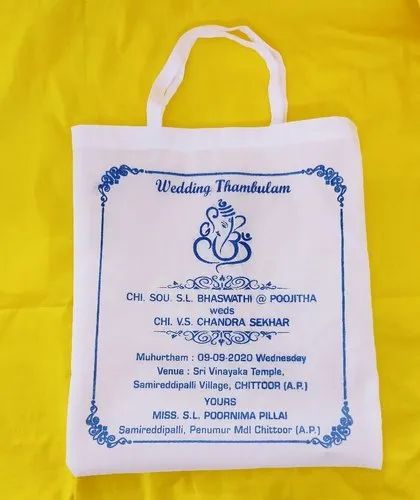 Wedding Thambulam
CHI. SOU. S.L. BHASWATHI @ POOJITHA
weds
CHI. V.S. CHANDRA SEKHAR
Muhurtham : 09-09-2020 Wednesday
Venue : Sri Vinayaka Temple,
Samireddipalli Village, CHITTOOR (A.P.)
YOURS
MISS. S.L. POORNIMA PILLAI
Samireddipalli, Penumur Mdl Chittoor (A.P.)